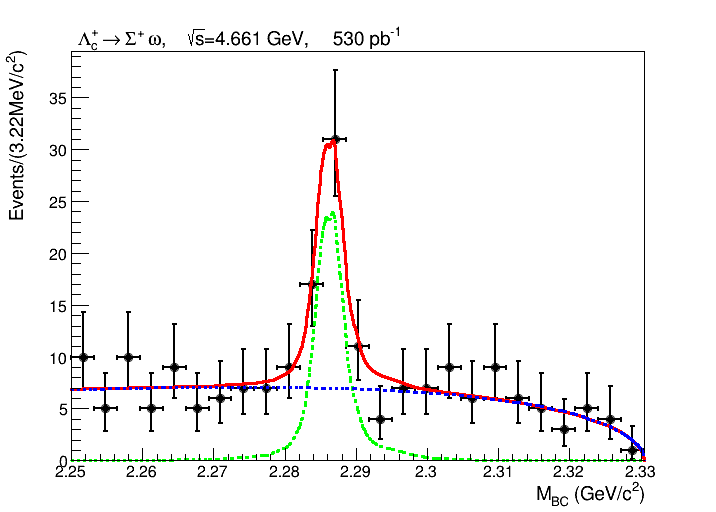 Λc+ → Σ+ ω, √s=4.661 GeV, 530 pb-1
Events/(3.22MeV/c2)
35
30
25
20
15
10
5
0
2.25 2.26 2.27 2.28 2.29 2.3 2.31 2.32 2.33
MBC (GeV/c2)